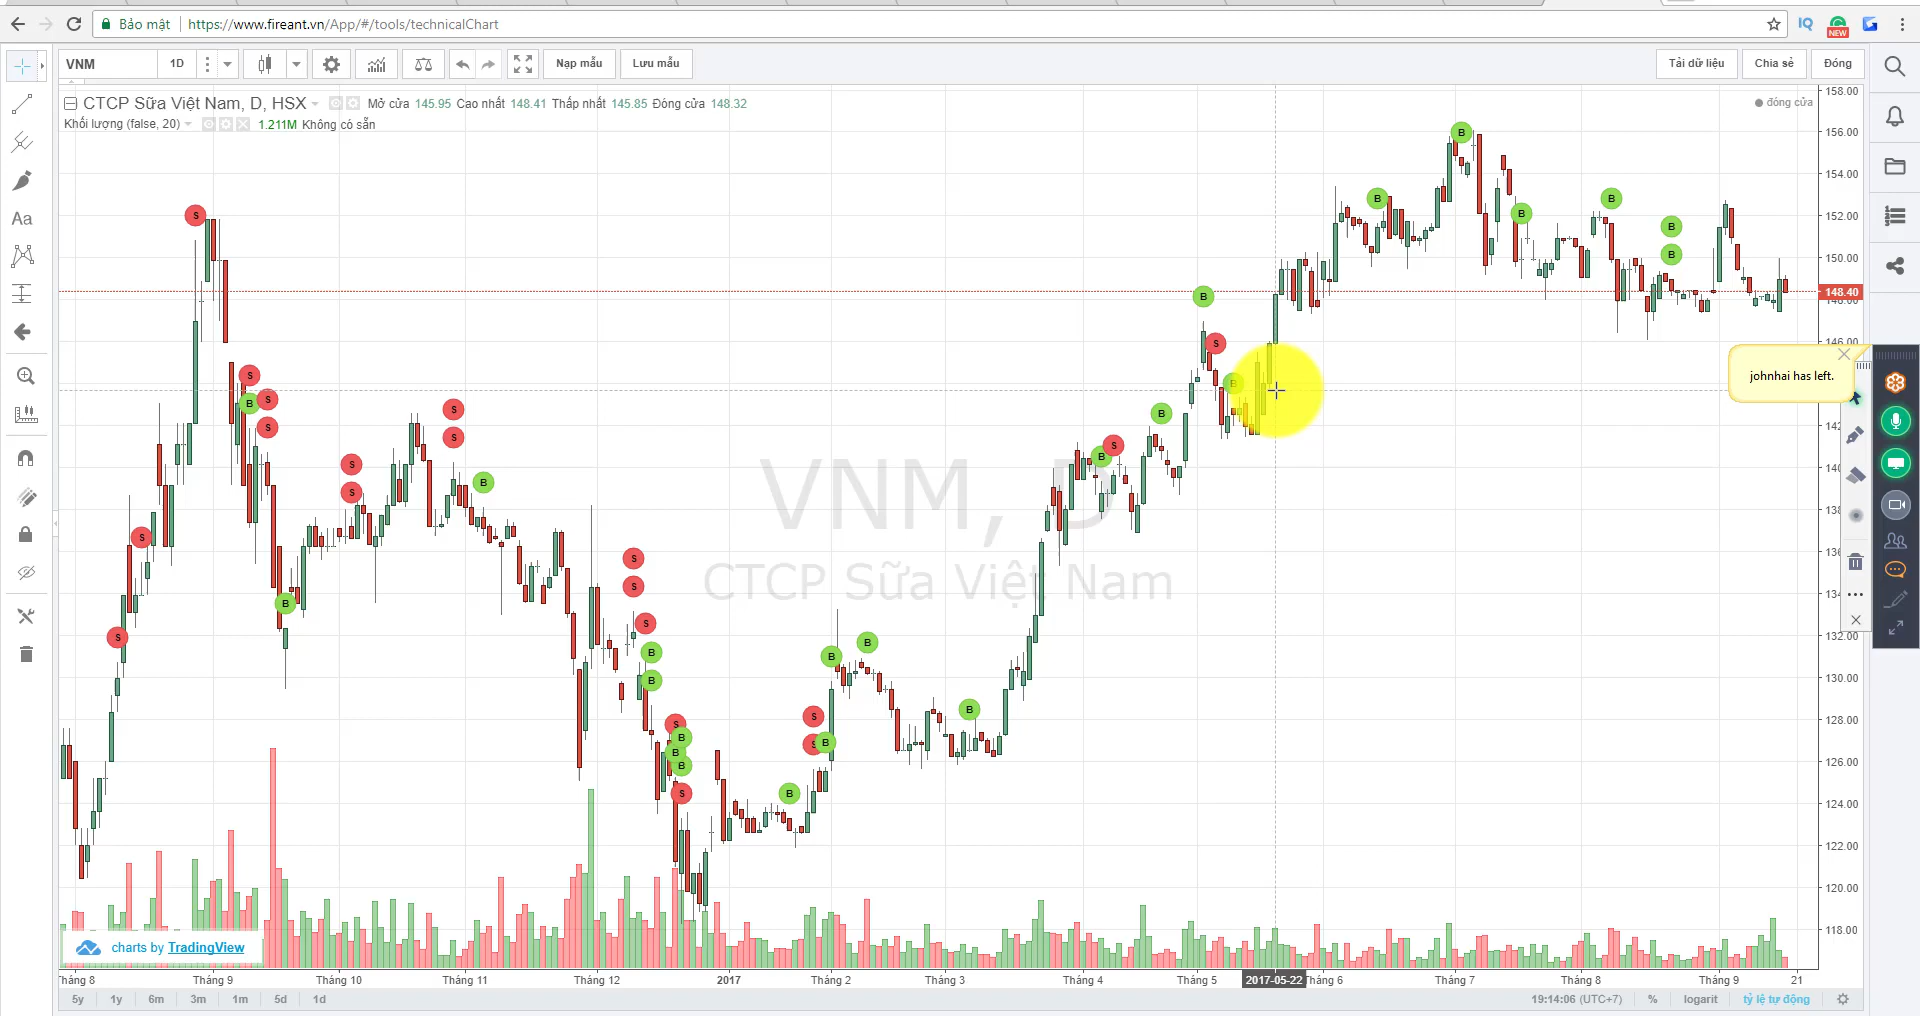 Bảo mật | https://www.fireant.vn/App/#/tools/technicalChart
IQ
NEW
VNM 1D Nạp mẫu Lưu mẫu Tải dữ liệu Chia sẻ Đóng
Aa
CTCP Sữa Việt Nam, D, HSX Mở cửa 145.95 Cao nhất 148.41 Thấp nhất 145.85 Đóng cửa 148.32
đóng cửa
Khối lượng (false, 20) 1.211M Không có sẵn
158.00
156.00
154.00
152.00
150.00
148.40
146.00
johnhai has left.
142
140
138
136
134
132.00
130.00
128.00
126.00
124.00
122.00
120.00
118.00
VNM, D
CTCP Sữa Việt Nam
S S B S S S S S S B S B S S S S B B S B B B S B S S B B B B B B S B B S B B B B B B B
charts by TradingView
Tháng 8 Tháng 9 Tháng 10 Tháng 11 Tháng 12 2017 Tháng 2 Tháng 3 Tháng 4 Tháng 5 2017-05-22 Tháng 6 Tháng 7 Tháng 8 Tháng 9 21
5y 1y 6m 3m 1m 5d 1d 19:14:06 (UTC+7) % logarit tỷ lệ tự động